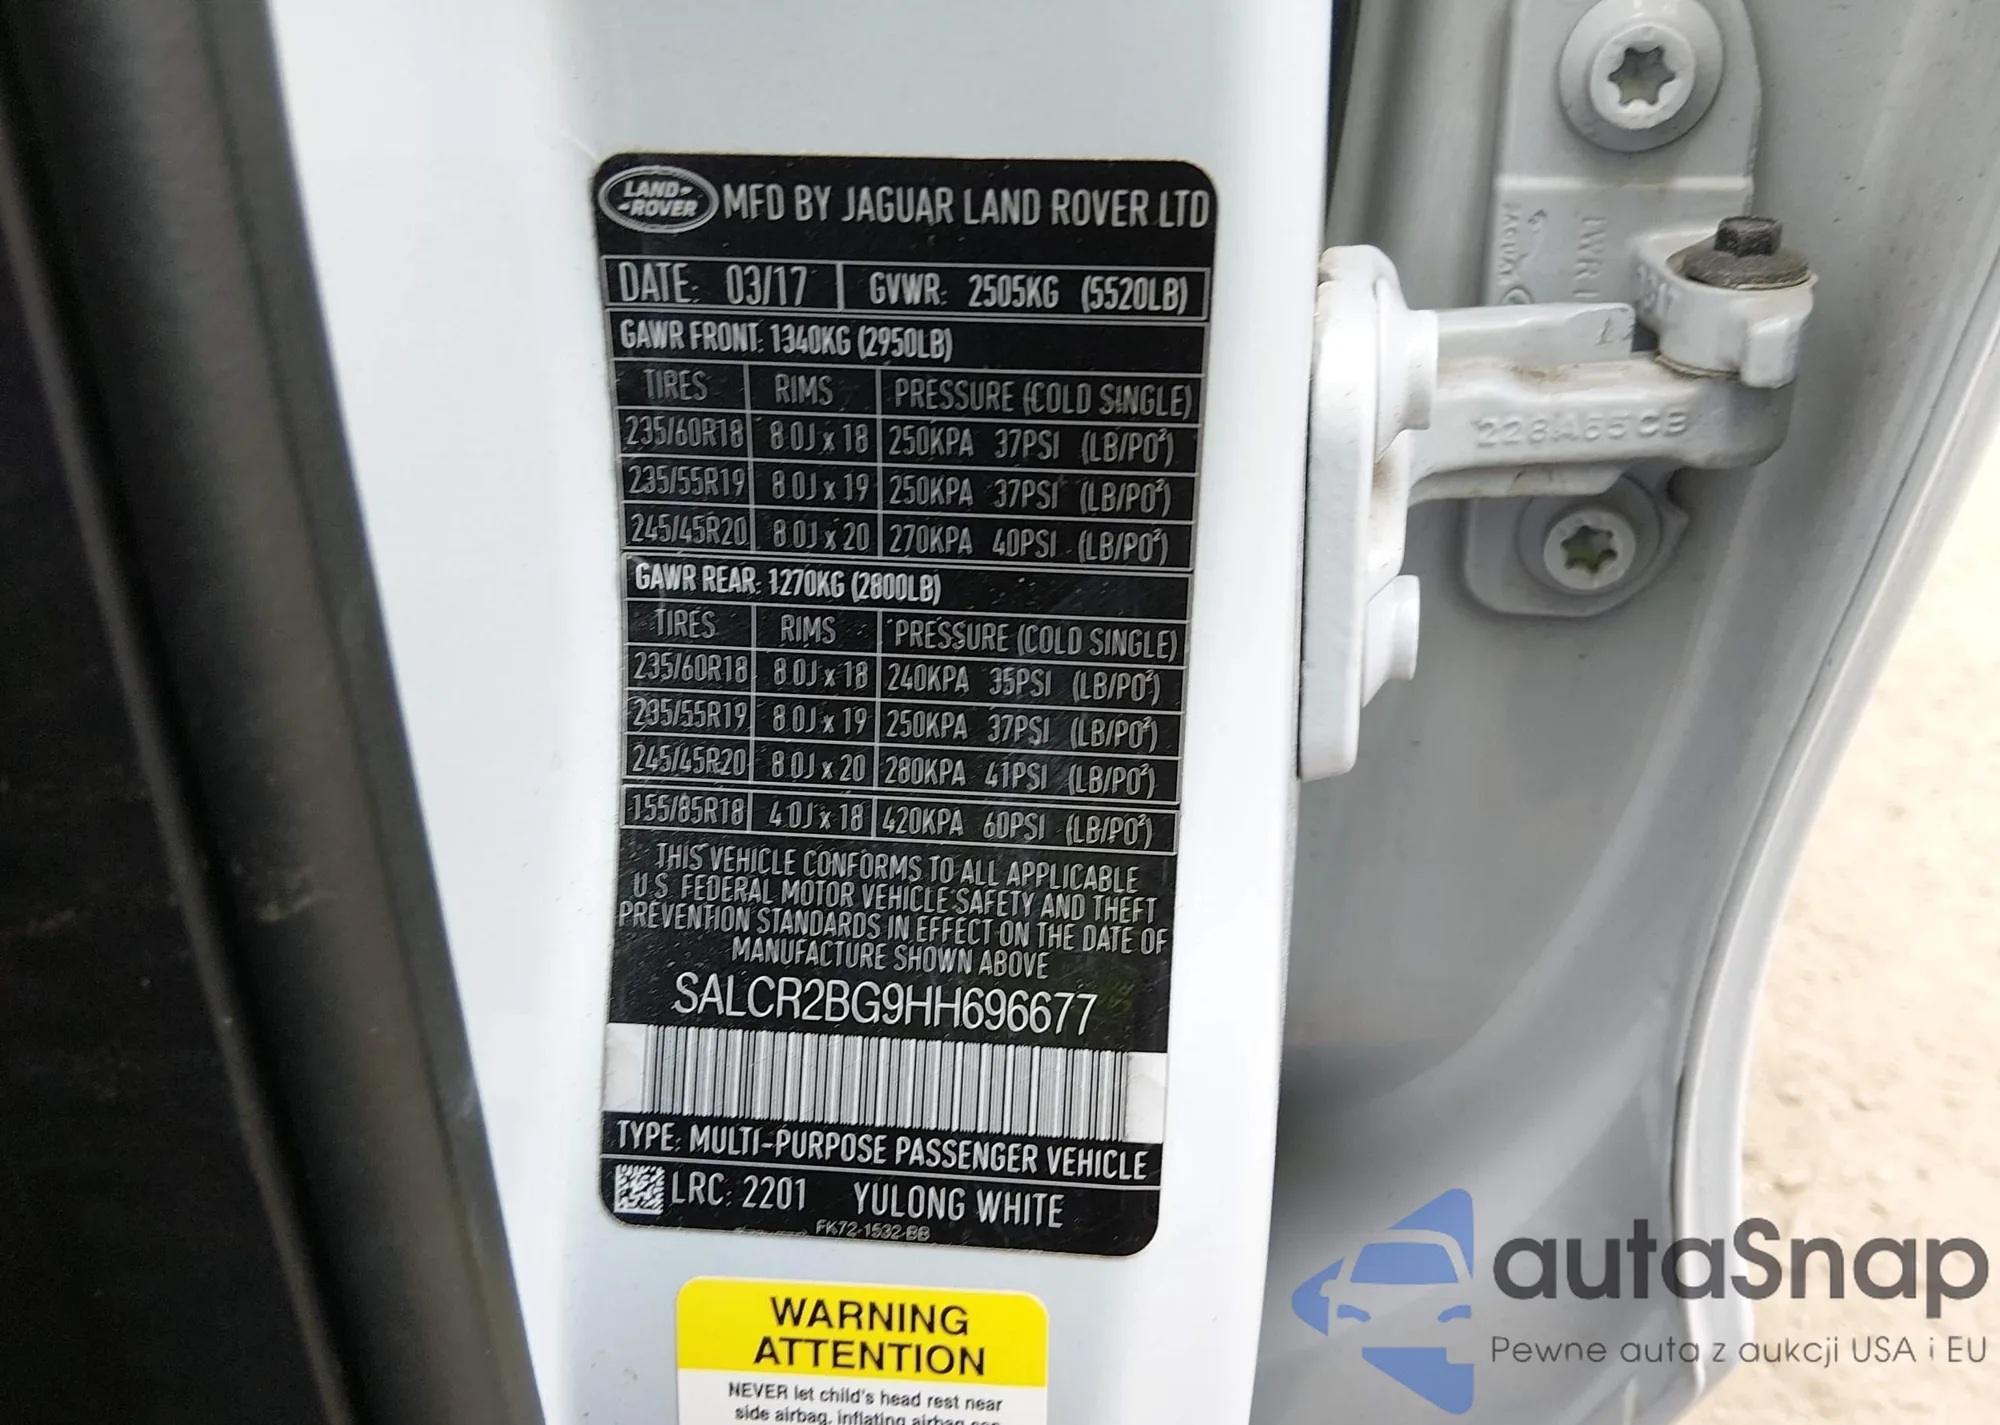 LAND-
-ROVER
MFD BY JAGUAR LAND ROVER LTD
DATE: 03/17 GVWR: 2505KG (5520LB)
GAWR FRONT: 1340KG (2950LB)
TIRES RIMS PRESSURE (COLD SINGLE)
235/60R18 8.0J x 18 250KPA 37PSI (LB/PO²)
235/55R19 8.0J x 19 250KPA 37PSI (LB/PO²)
245/45R20 8.0J x 20 270KPA 40PSI (LB/PO²)
GAWR REAR: 1270KG (2800LB)
TIRES RIMS PRESSURE (COLD SINGLE)
235/60R18 8.0J x 18 240KPA 35PSI (LB/PO²)
235/55R19 8.0J x 19 250KPA 37PSI (LB/PO²)
245/45R20 8.0J x 20 280KPA 41PSI (LB/PO²)
155/85R18 4.0J x 18 420KPA 60PSI (LB/PO²)
THIS VEHICLE CONFORMS TO ALL APPLICABLE
U.S. FEDERAL MOTOR VEHICLE SAFETY AND THEFT
PREVENTION STANDARDS IN EFFECT ON THE DATE OF
MANUFACTURE SHOWN ABOVE
SALCR2BG9HH696677
TYPE: MULTI-PURPOSE PASSENGER VEHICLE
LRC: 2201 YULONG WHITE
FK72-1532-BB
WARNING
ATTENTION
NEVER let child's head rest near
side airbag, inflating airbag can
JAGUAR
228A65CB
autaSnap
Pewne auta z aukcji USA i EU